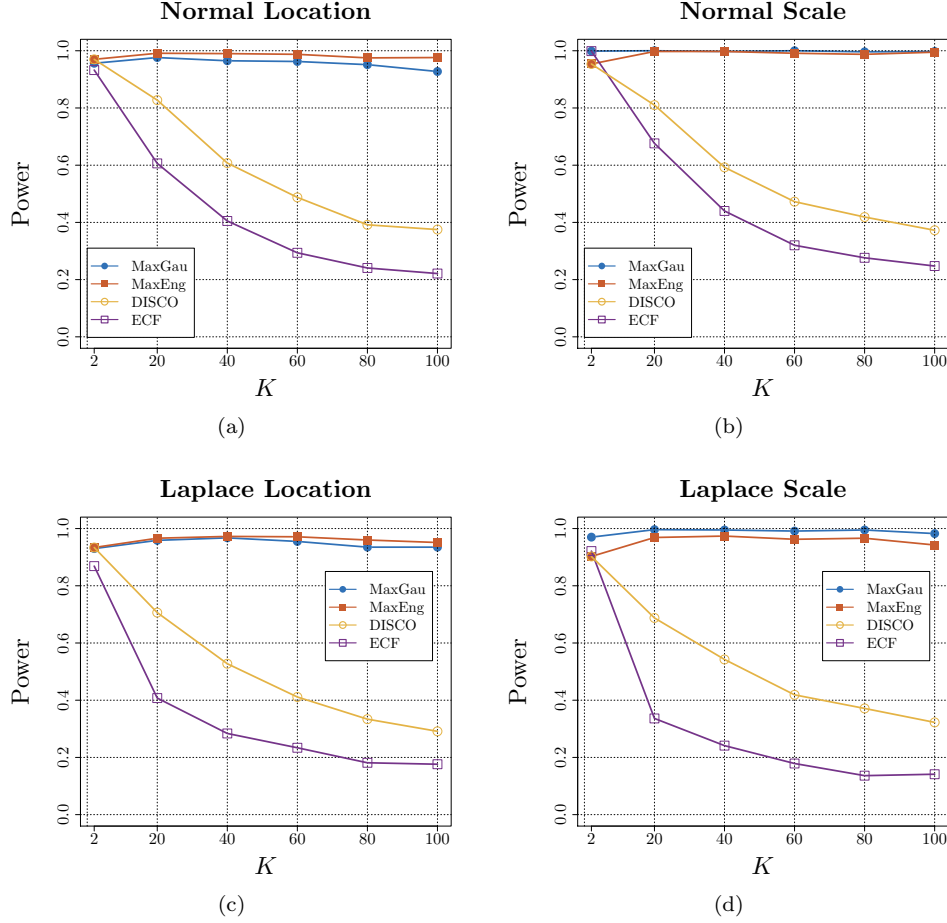 Normal Location
Power
1.0
0.8
0.6
0.4
0.2
0.0
MaxGau
MaxEng
DISCO
ECF
2 20 40 60 80 100
K
(a)
Normal Scale
Power
1.0
0.8
0.6
0.4
0.2
0.0
MaxGau
MaxEng
DISCO
ECF
2 20 40 60 80 100
K
(b)
Laplace Location
Power
1.0
0.8
0.6
0.4
0.2
0.0
MaxGau
MaxEng
DISCO
ECF
2 20 40 60 80 100
K
(c)
Laplace Scale
Power
1.0
0.8
0.6
0.4
0.2
0.0
MaxGau
MaxEng
DISCO
ECF
2 20 40 60 80 100
K
(d)